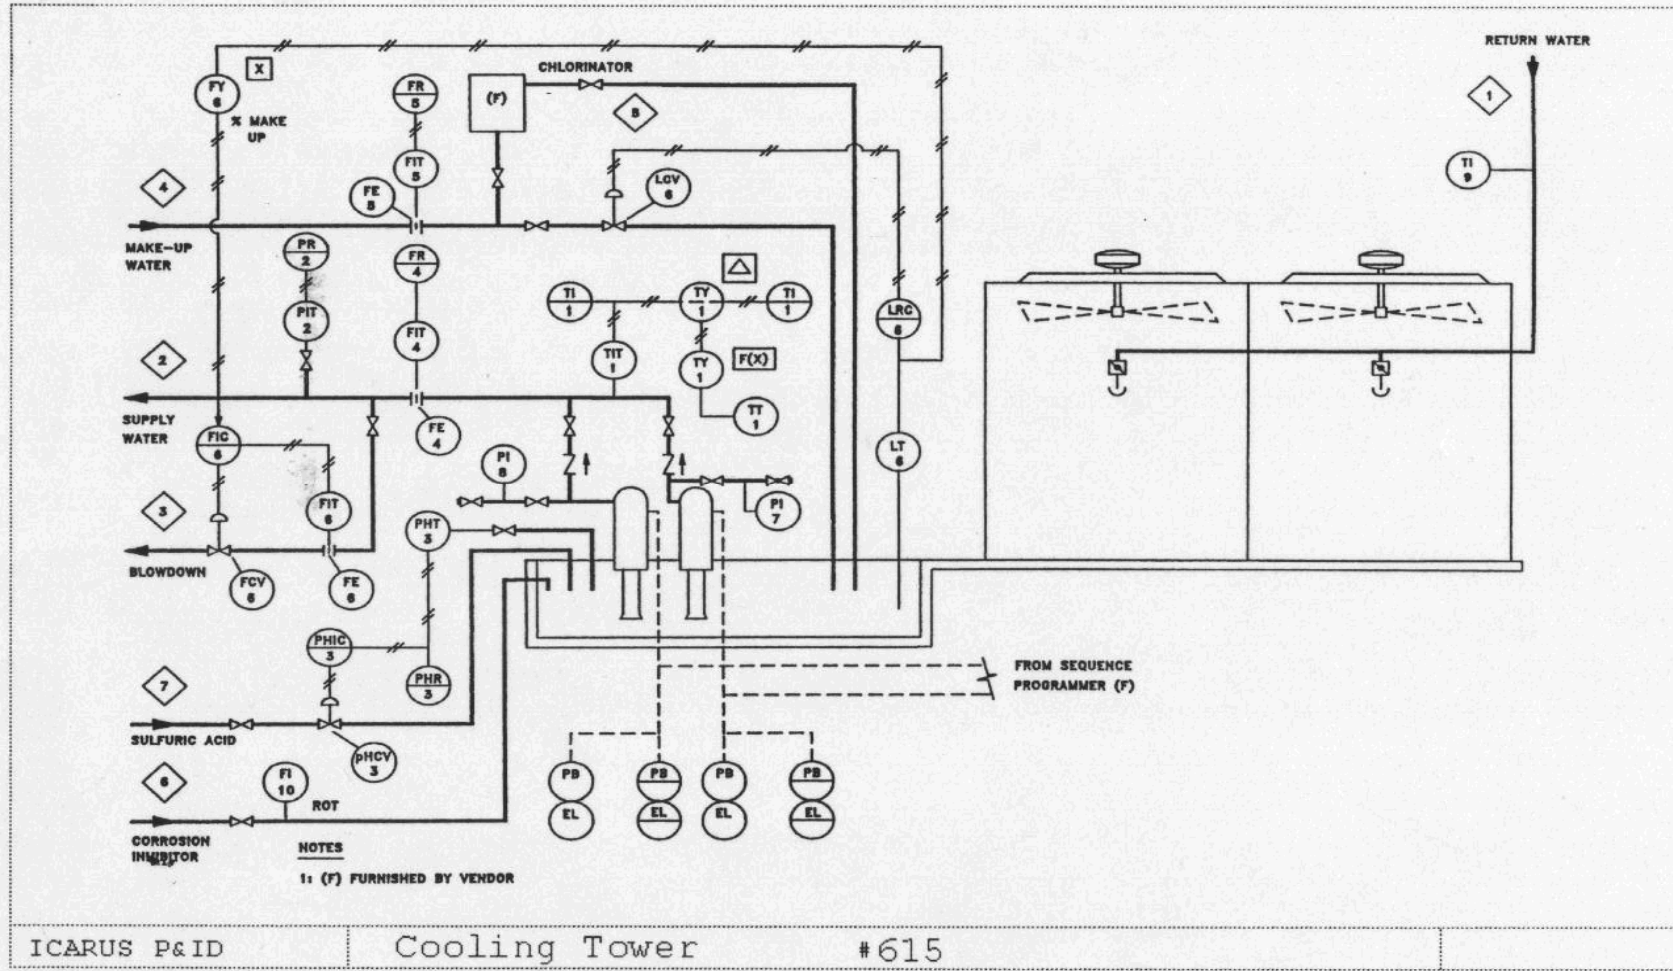 RETURN WATER
1
TI
9
X
FY
6
% MAKE
UP
FR
5
(F)
CHLORINATOR
5
FIT
5
FE
5
LCV
6
4
MAKE-UP
WATER
PR
2
FR
4
PIT
2
FIT
4
TI
1
TY
1
TI
1
LRC
6
TIT
1
TY
1
F(X)
2
SUPPLY
WATER
FE
4
TT
1
FIC
6
LT
6
PI
8
PI
7
3
FIT
6
PHT
3
BLOWDOWN
FCV
6
FE
6
PHIC
3
PHR
3
FROM SEQUENCE
PROGRAMMER (F)
7
SULFURIC ACID
pHCV
3
6
FI
10
ROT
PB
PB
PB
PB
EL
EL
EL
EL
CORROSION
NOTES
1: (F) FURNISHED BY VENDOR
ICARUS P&ID
Cooling Tower
#615